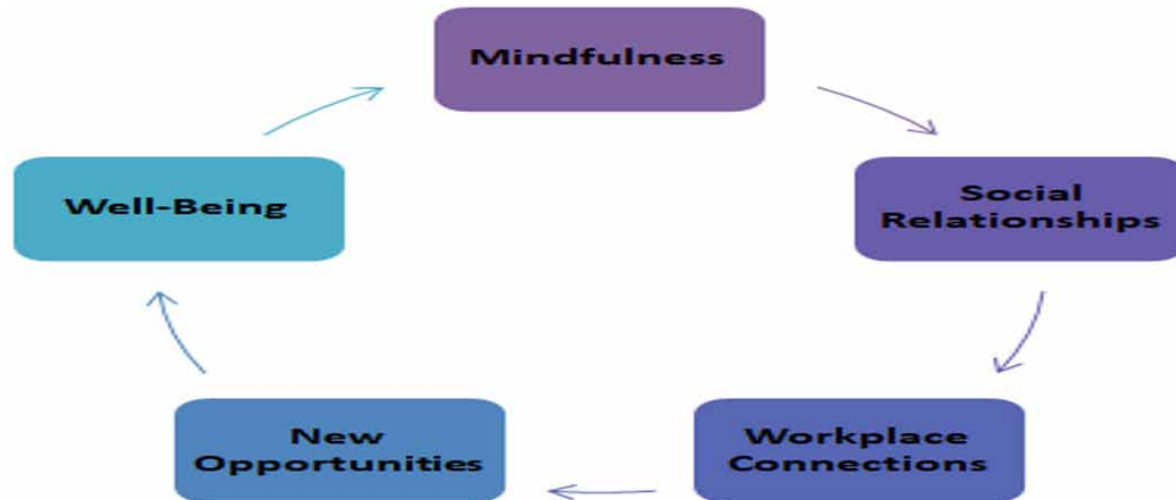 Mindfulness
Social
Relationships
Workplace
Connections
New
Opportunities
Well-Being